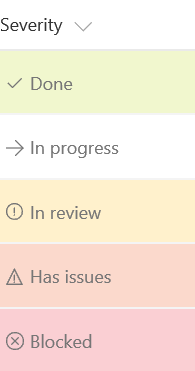 Severity
Done
In progress
In review
Has issues
Blocked